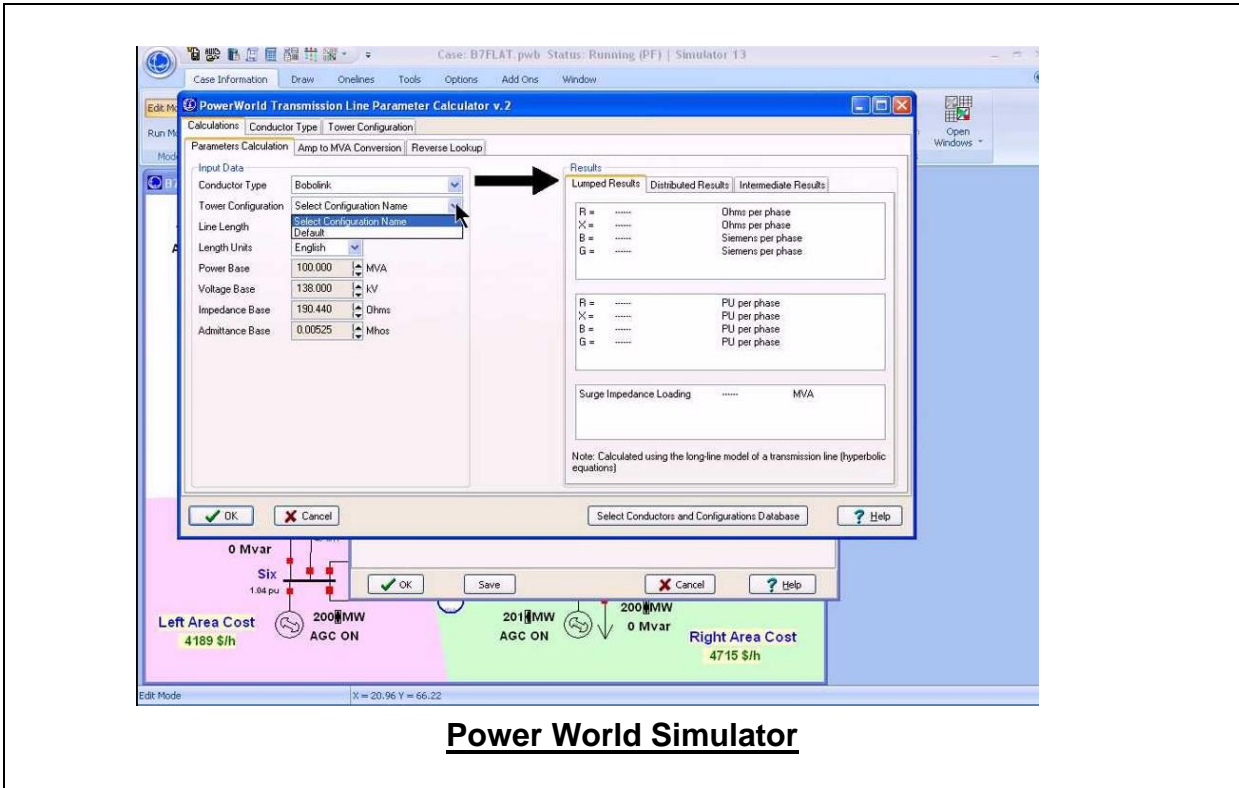 Case: B7FLAT.pwb Status: Running (PF) | Simulator 13
Case Information Draw Onelines Tools Options Add Ons Window
PowerWorld Transmission Line Parameter Calculator v.2
Edit Mo
Run Mo
Mod
Open
Windows
Calculations Conductor Type Tower Configuration
Parameters Calculation Amp to MVA Conversion Reverse Lookup
Input Data
Conductor Type Bobolink
Tower Configuration Select Configuration Name
Select Configuration Name
Default
Line Length
Length Units English
Power Base 100.000 MVA
Voltage Base 138.000 kV
Impedance Base 190.440 Ohms
Admittance Base 0.00525 Mhos
Results
Lumped Results Distributed Results Intermediate Results
R = ------ Ohms per phase
X = ------ Ohms per phase
B = ------ Siemens per phase
G = ------ Siemens per phase
R = ------ PU per phase
X = ------ PU per phase
B = ------ PU per phase
G = ------ PU per phase
Surge Impedance Loading ------ MVA
Note: Calculated using the long-line model of a transmission line (hyperbolic
equations)
OK Cancel Select Conductors and Configurations Database ? Help
0 Mvar
Six
1.04 pu
OK Save Cancel ? Help
200 MW
AGC ON
201 MW
AGC ON
200 MW
0 Mvar
Left Area Cost
4189 $/h
Right Area Cost
4715 $/h
Edit Mode X = 20.96 Y = 66.22
Power World Simulator